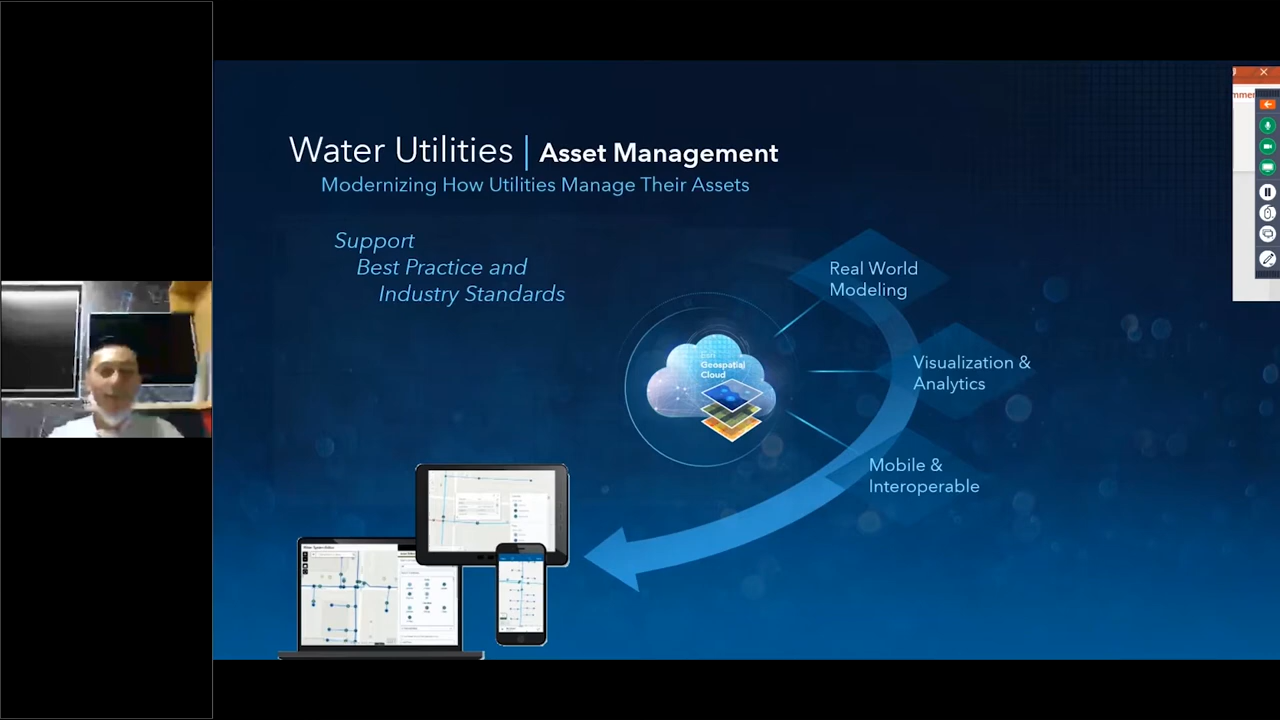 Water Utilities | Asset Management
Modernizing How Utilities Manage Their Assets
Support
Best Practice and
Industry Standards
Real World
Modeling
Geospatial
Cloud
Visualization &
Analytics
Mobile &
Interoperable